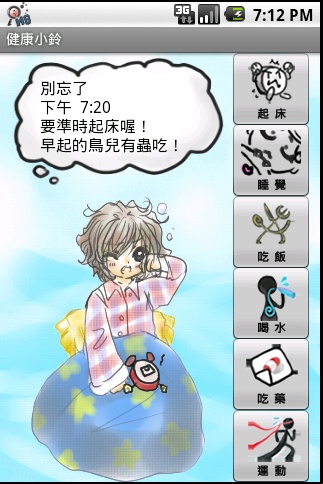 3G
7:12 PM
健康小鈴
別忘了
下午 7:20
要準時起床喔！
早起的鳥兒有蟲吃！
起床
睡覺
吃飯
喝水
吃藥
運動